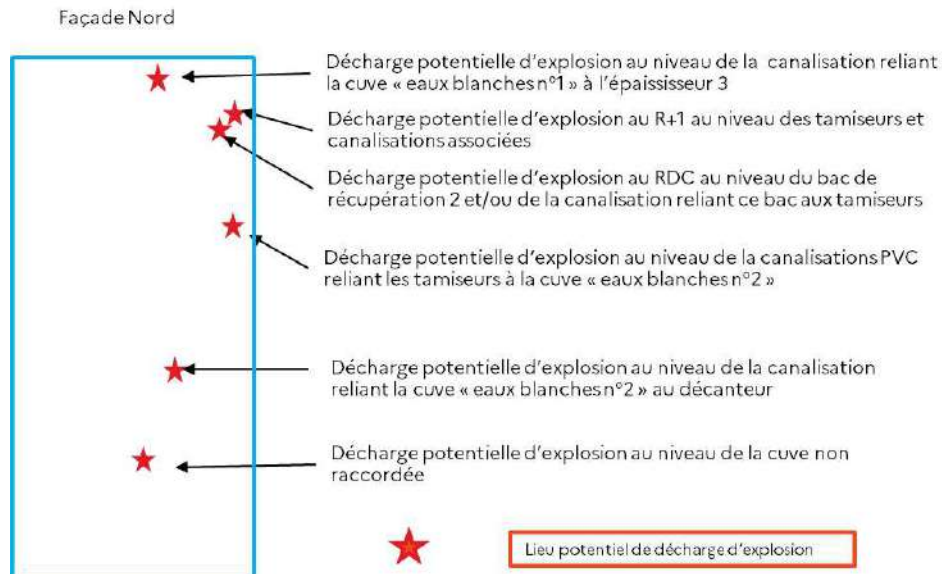 Façade Nord
Décharge potentielle d'explosion au niveau de la canalisation reliant
la cuve « eaux blanches n°1 » à l'épaississeur 3
Décharge potentielle d'explosion au R+1 au niveau des tamiseurs et
canalisations associées
Décharge potentielle d'explosion au RDC au niveau du bac de
récupération 2 et/ou de la canalisation reliant ce bac aux tamiseurs
Décharge potentielle d'explosion au niveau de la canalisations PVC
reliant les tamiseurs à la cuve « eaux blanches n°2 »
Décharge potentielle d'explosion au niveau de la canalisation
reliant la cuve « eaux blanches n°2 » au décanteur
Décharge potentielle d'explosion au niveau de la cuve non
raccordée
Lieu potentiel de décharge d'explosion